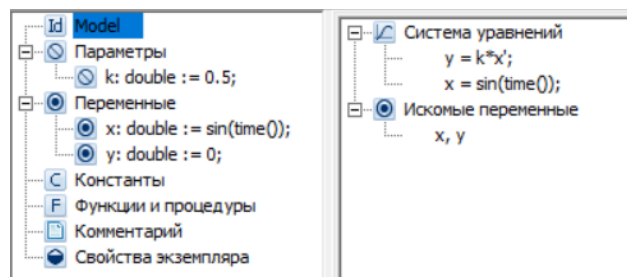 Id Model
Параметры
k: double := 0.5;
Переменные
x: double := sin(time());
y: double := 0;
C Константы
F Функции и процедуры
Комментарий
Свойства экземпляра
Система уравнений
y = k*x';
x = sin(time());
Искомые переменные
x, y